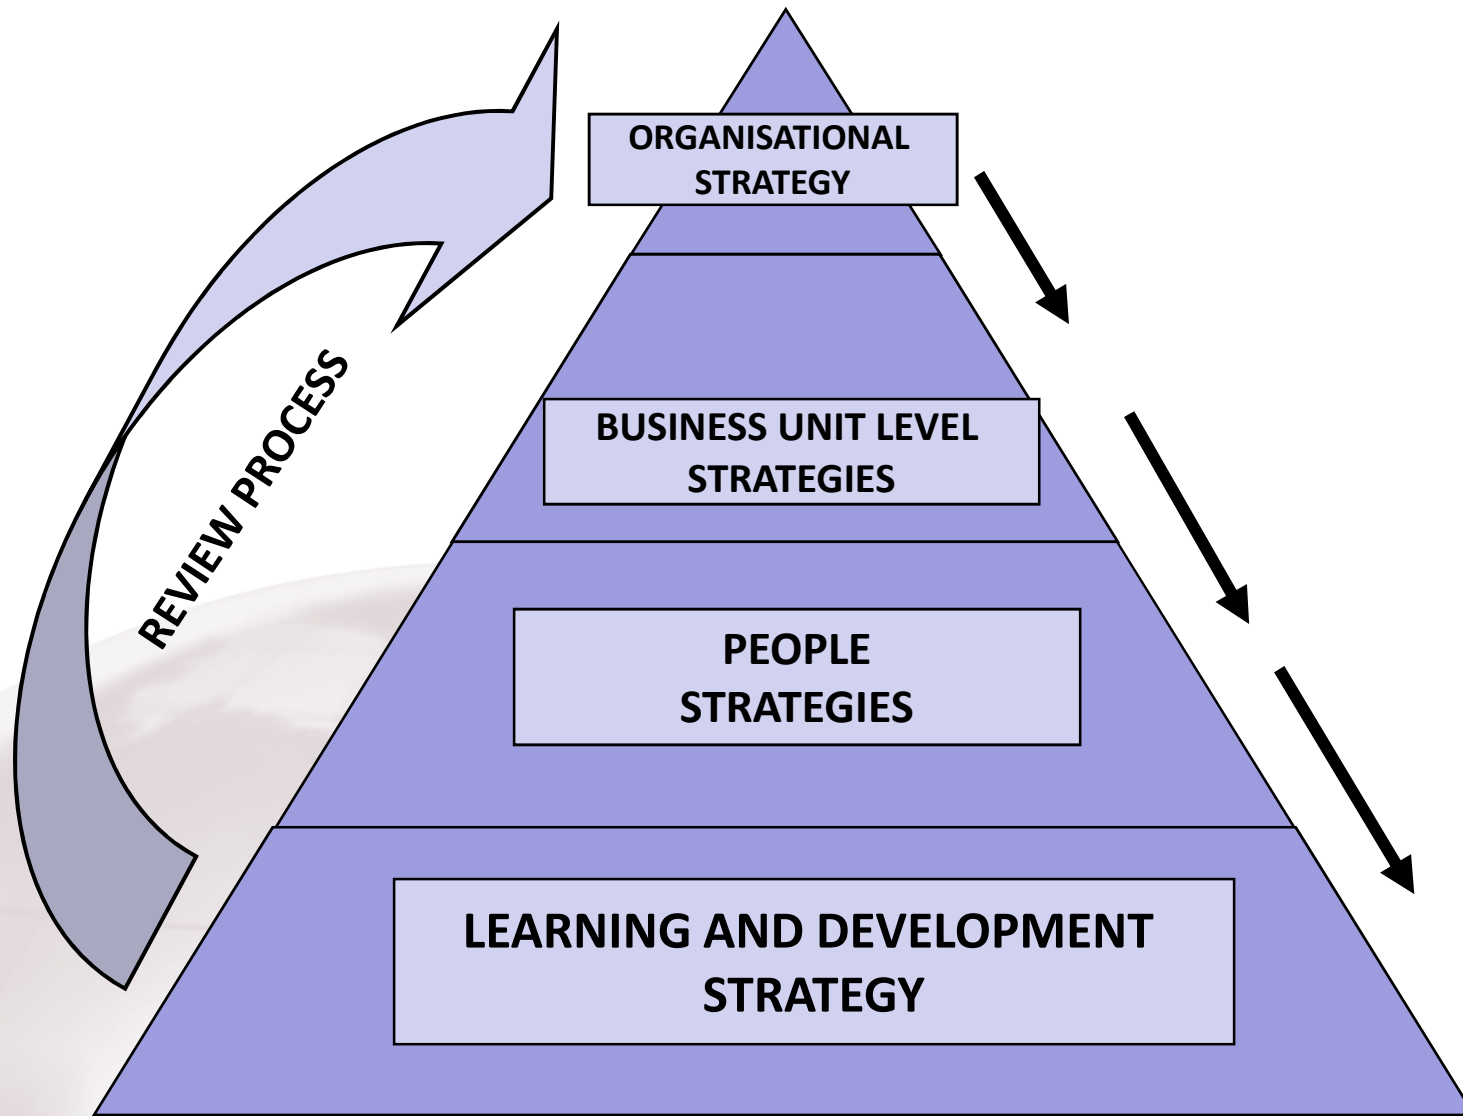 ORGANISATIONAL
STRATEGY
BUSINESS UNIT LEVEL
STRATEGIES
REVIEW PROCESS
PEOPLE
STRATEGIES
LEARNING AND DEVELOPMENT
STRATEGY